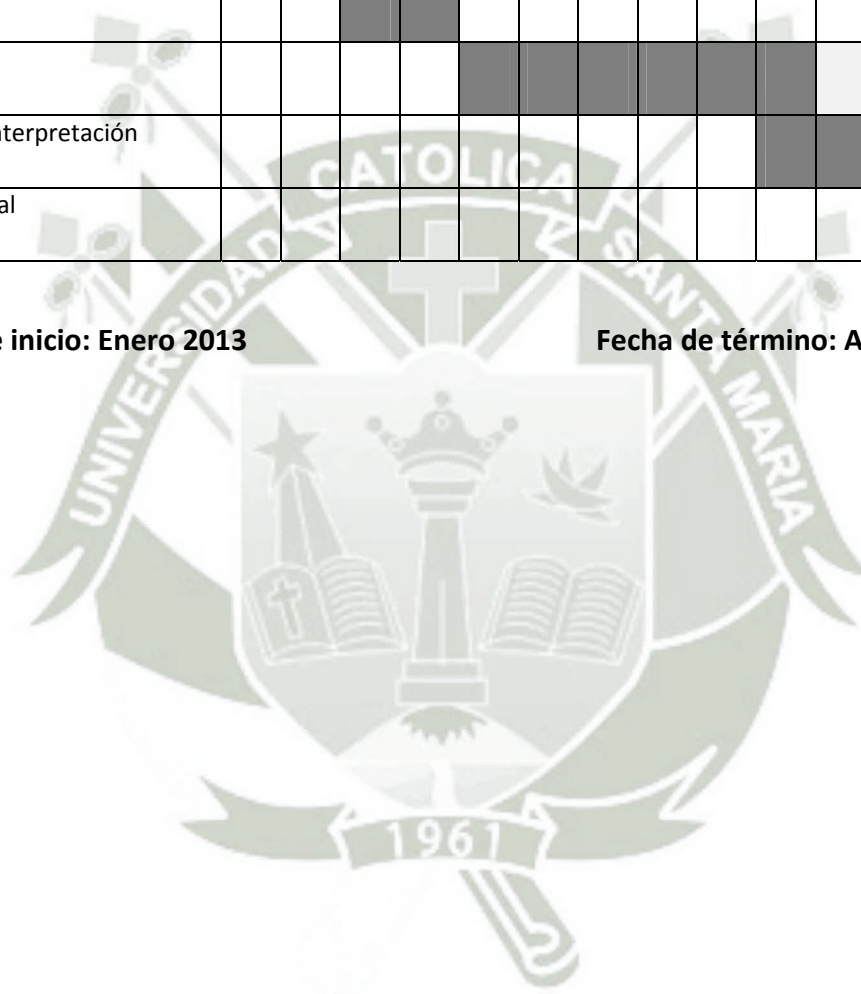 nterpretación
al
e inicio: Enero 2013 Fecha de término: A
UNIVERSIDAD CATOLICA SANTA MARIA
1961